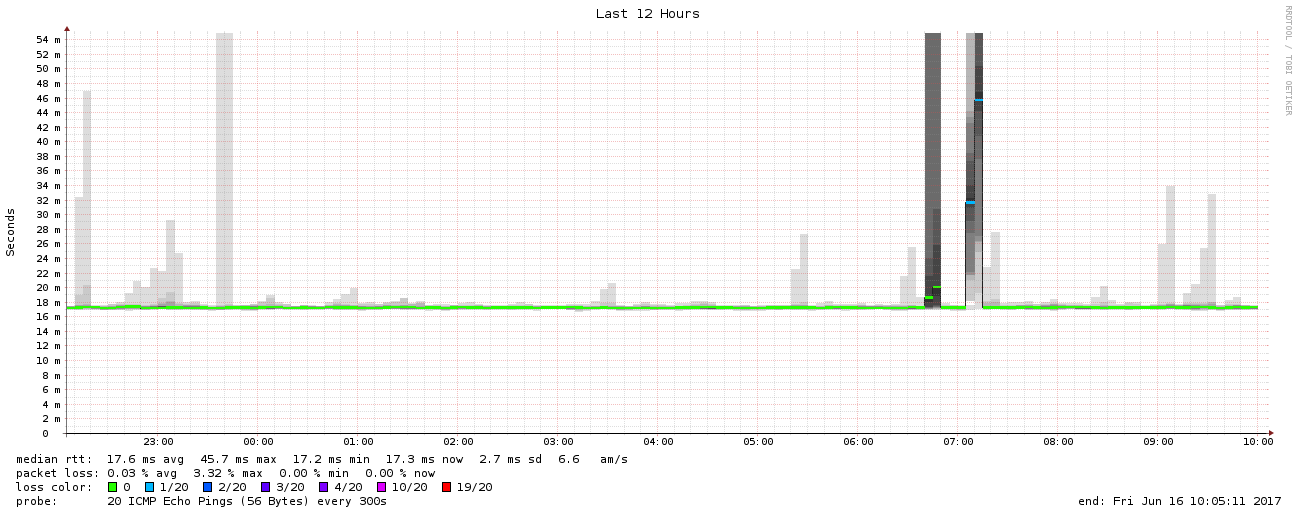 Last 12 Hours
RRDTOOL / TOBI OETIKER
Seconds
54 m
52 m
50 m
48 m
46 m
44 m
42 m
40 m
38 m
36 m
34 m
32 m
30 m
28 m
26 m
24 m
22 m
20 m
18 m
16 m
14 m
12 m
10 m
8 m
6 m
4 m
2 m
0
23:00 00:00 01:00 02:00 03:00 04:00 05:00 06:00 07:00 08:00 09:00 10:00
median rtt: 17.6 ms avg 45.7 ms max 17.2 ms min 17.3 ms now 2.7 ms sd 6.6 am/s
packet loss: 0.03 % avg 3.32 % max 0.00 % min 0.00 % now
loss color: 0 1/20 2/20 3/20 4/20 10/20 19/20
probe: 20 ICMP Echo Pings (56 Bytes) every 300s end: Fri Jun 16 10:05:11 2017